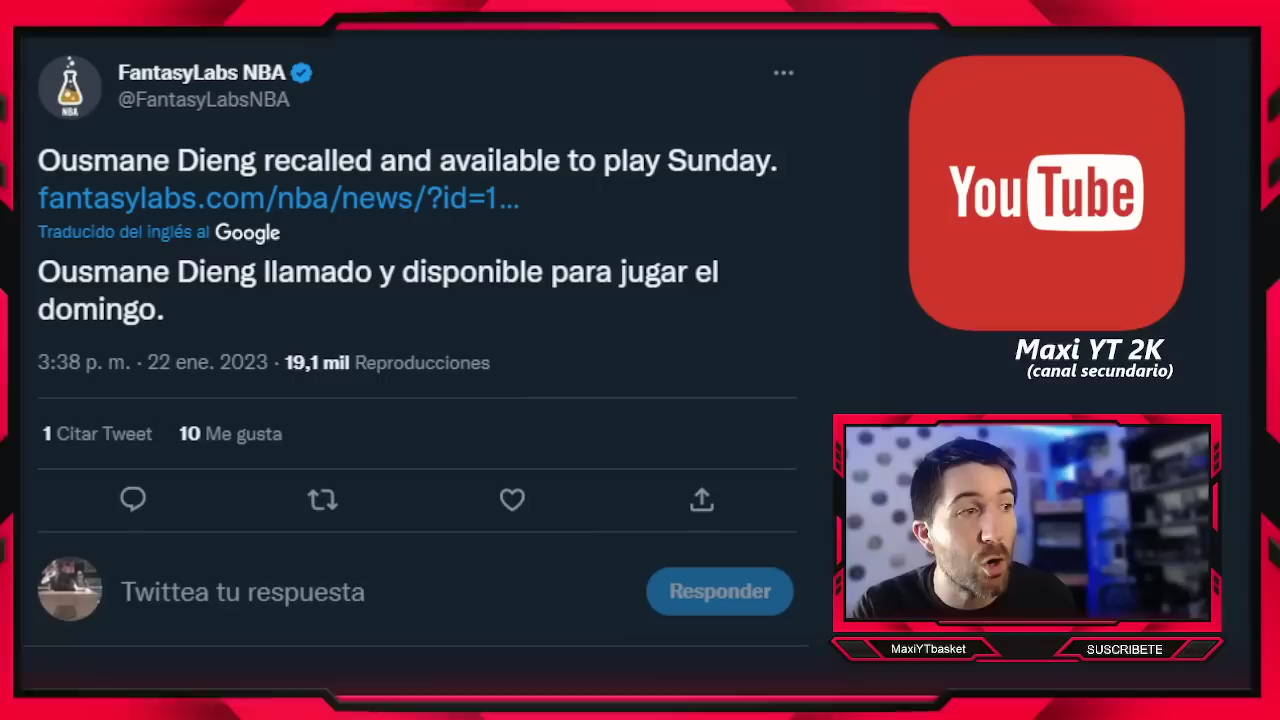 FantasyLabs NBA
@FantasyLabsNBA
NBA
Ousmane Dieng recalled and available to play Sunday.
fantasylabs.com/nba/news/?id=1...
Traducido del inglés al Google
Ousmane Dieng llamado y disponible para jugar el
domingo.
3:38 p. m. · 22 ene. 2023 · 19,1 mil Reproducciones
1 Citar Tweet 10 Me gusta
Twittea tu respuesta
Responder
YouTube
Maxi YT 2K
(canal secundario)
MaxiYTbasket
SUSCRIBETE